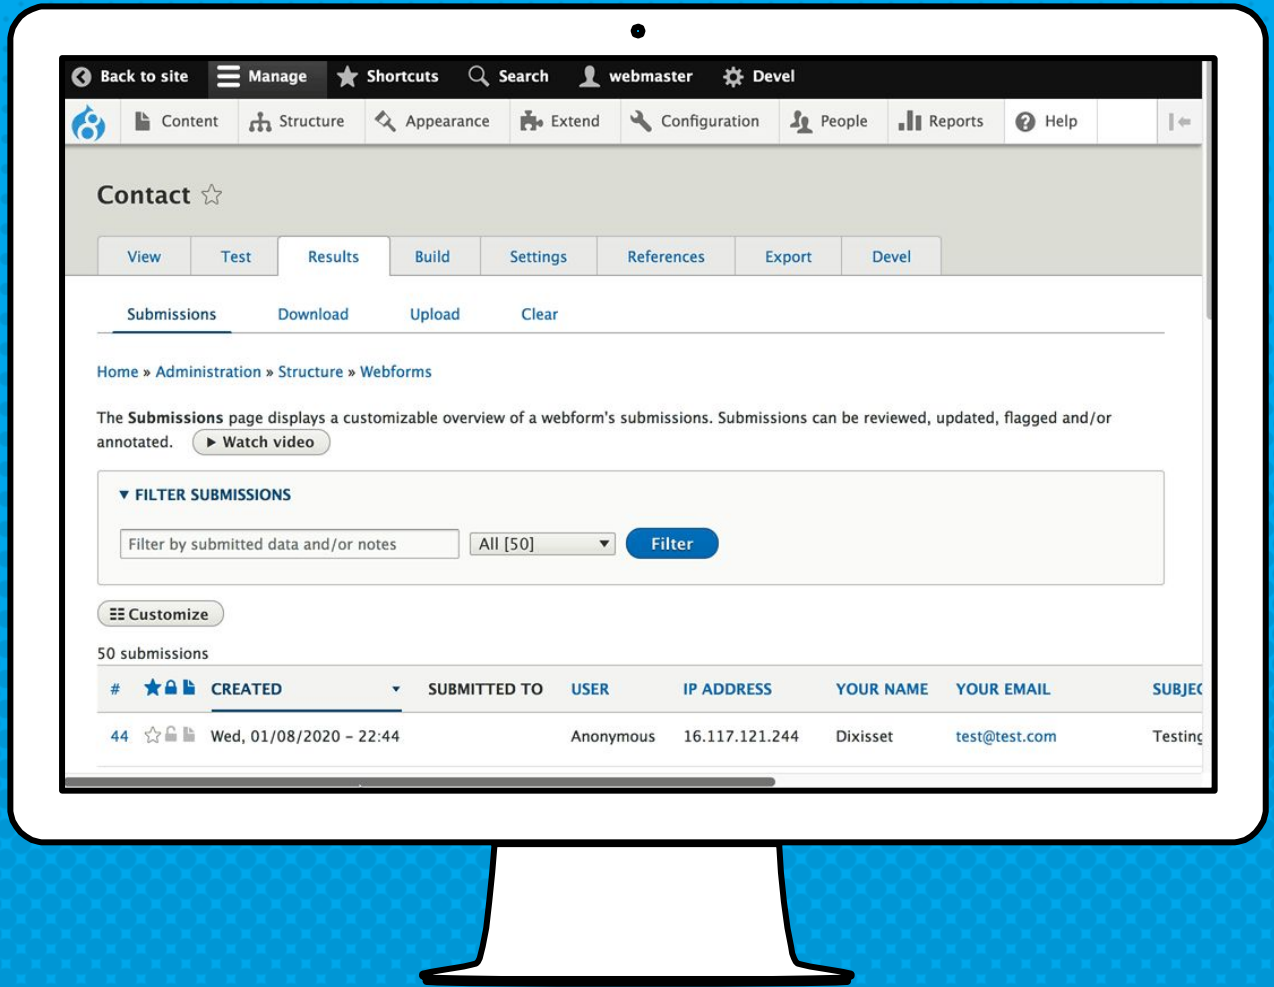 Back to site Manage Shortcuts Search webmaster Devel
Content Structure Appearance Extend Configuration People Reports Help
Contact
View Test Results Build Settings References Export Devel
Submissions Download Upload Clear
Home » Administration » Structure » Webforms
The Submissions page displays a customizable overview of a webform's submissions. Submissions can be reviewed, updated, flagged and/or
annotated. Watch video
FILTER SUBMISSIONS
Filter by submitted data and/or notes All [50] Filter
Customize
50 submissions
# CREATED SUBMITTED TO USER IP ADDRESS YOUR NAME YOUR EMAIL SUBJEC
44 Wed, 01/08/2020 – 22:44 Anonymous 16.117.121.244 Dixisset test@test.com Testing